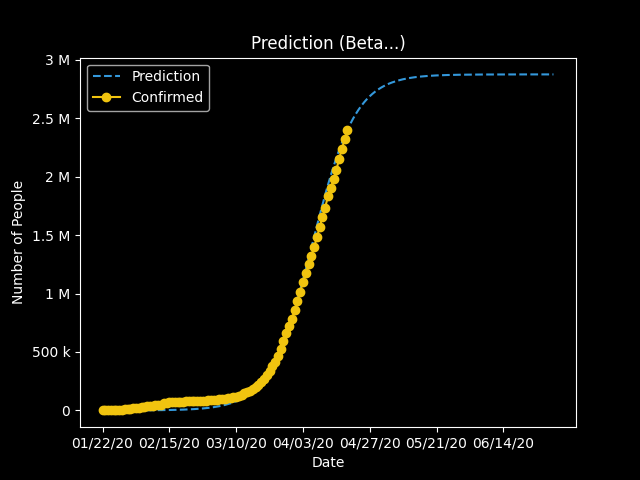 Prediction (Beta...)
Prediction
Confirmed
3 M
2.5 M
2 M
1.5 M
1 M
500 k
0
Number of People
01/22/20 02/15/20 03/10/20 04/03/20 04/27/20 05/21/20 06/14/20
Date